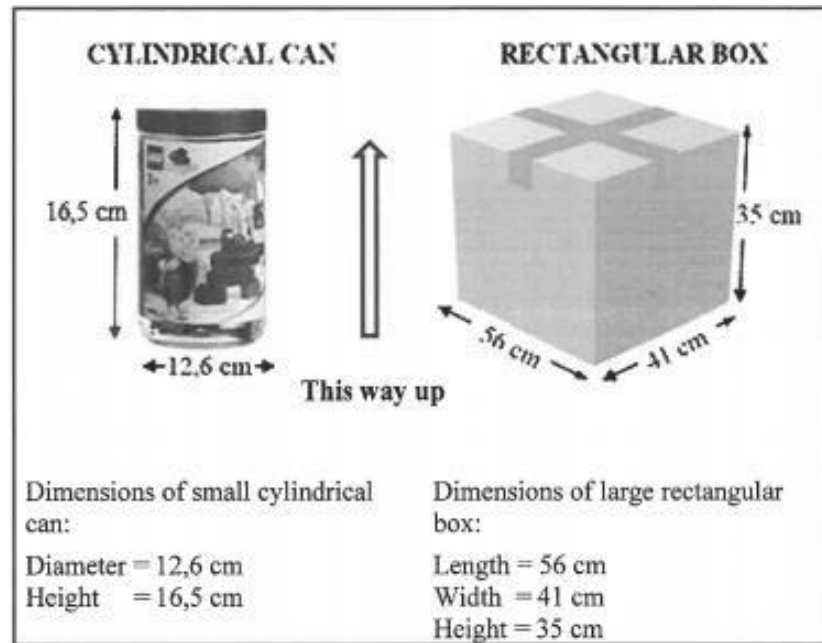 CYLINDRICAL CAN
RECTANGULAR BOX
16,5 cm
35 cm
12,6 cm
56 cm
41 cm
This way up
Dimensions of small cylindrical
can:
Diameter = 12,6 cm
Height = 16,5 cm
Dimensions of large rectangular
box:
Length = 56 cm
Width = 41 cm
Height = 35 cm